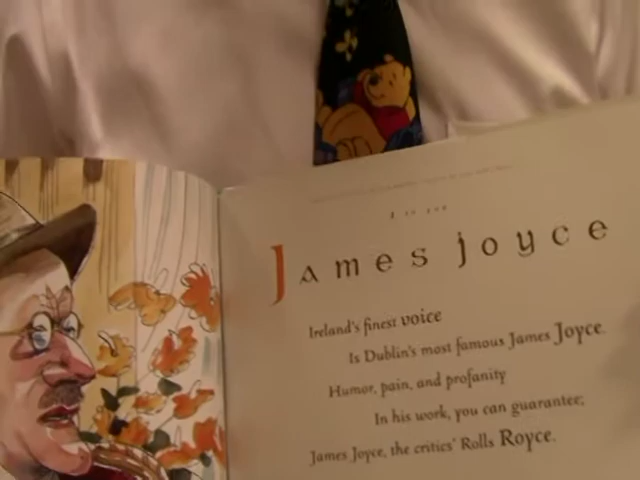 James Joyce
Ireland's finest voice
Is Dublin's most famous James Joyce.
Humor, pain, and profanity
In his work, you can guarantee;
James Joyce, the critics' Rolls Royce.